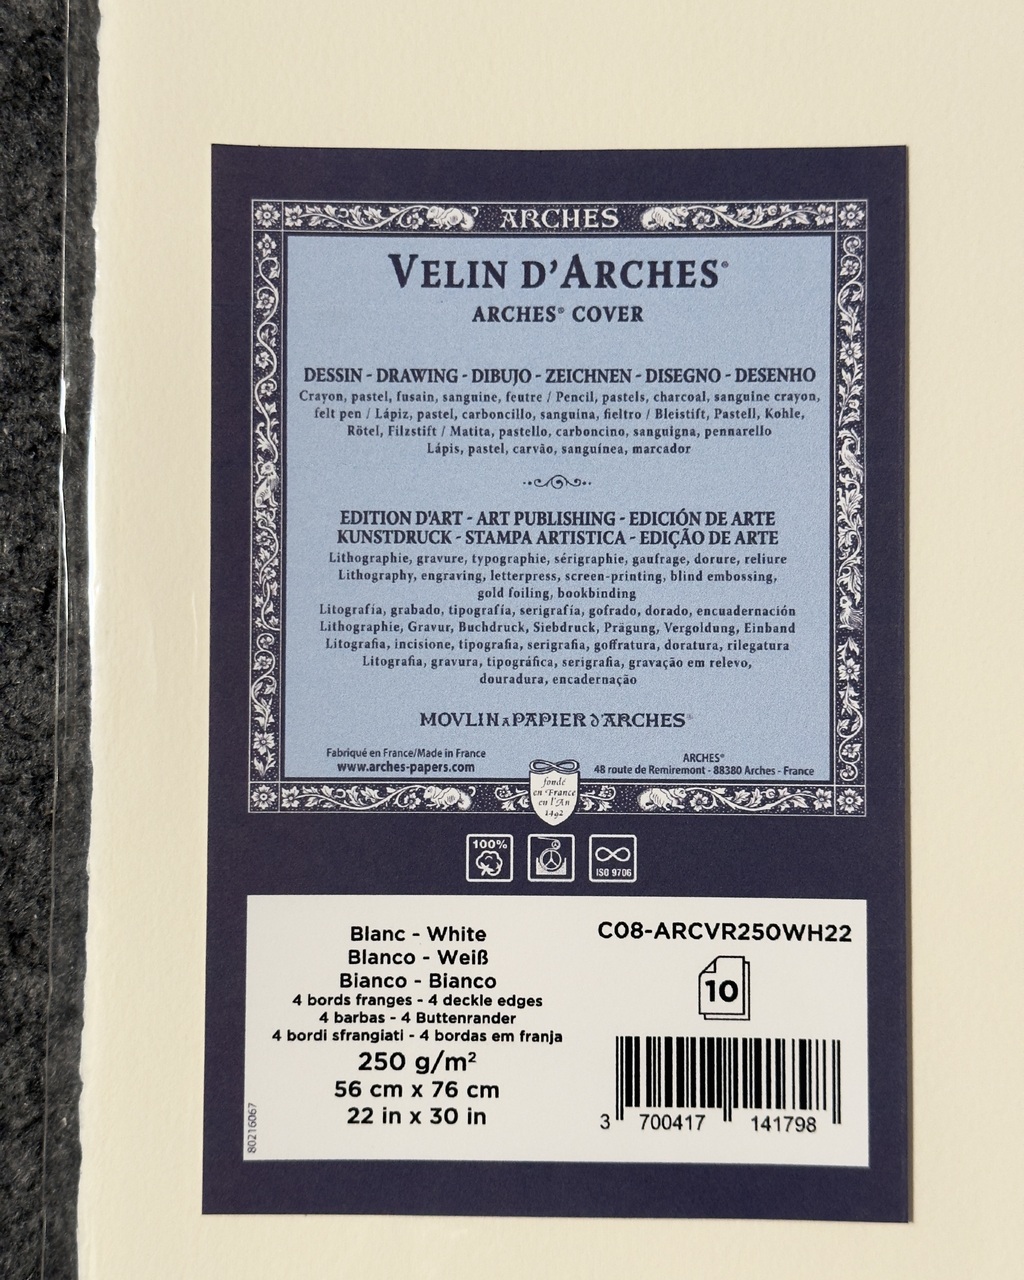 ARCHES
VELIN D'ARCHES®
ARCHES® COVER
DESSIN - DRAWING - DIBUJO - ZEICHNEN - DISEGNO - DESENHO
Crayon, pastel, fusain, sanguine, feutre / Pencil, pastels, charcoal, sanguine crayon,
felt pen / Lápiz, pastel, carboncillo, sanguina, fieltro / Bleistift, Pastell, Kohle,
Rötel, Filzstift / Matita, pastello, carboncino, sanguigna, pennarello
Lápis, pastel, carvão, sanguínea, marcador
EDITION D'ART - ART PUBLISHING - EDICIÓN DE ARTE
KUNSTDRUCK - STAMPA ARTISTICA - EDIÇÃO DE ARTE
Lithographie, gravure, typographie, sérigraphie, gaufrage, dorure, reliure
Lithography, engraving, letterpress, screen-printing, blind embossing,
gold foiling, bookbinding
Litografía, grabado, tipografía, serigrafía, gofrado, dorado, encuadernación
Lithographie, Gravur, Buchdruck, Siebdruck, Prägung, Vergoldung, Einband
Litografia, incisione, tipografia, serigrafia, goffratura, doratura, rilegatura
Litografia, gravura, tipográfica, serigrafia, gravação em relevo,
douradura, encadernação
MOVLIN A PAPIER D'ARCHES®
Fabriqué en France/Made in France
www.arches-papers.com
ARCHES®
48 route de Remiremont - 88380 Arches - France
fondé
en France
en l'An
1492
100%
ISO 9706
Blanc - White
Blanco - Weiß
Bianco - Bianco
4 bords franges - 4 deckle edges
4 barbas - 4 Buttenrander
4 bordi sfrangiati - 4 bordas em franja
250 g/m²
56 cm x 76 cm
22 in x 30 in
80216067
C08-ARCVR250WH22
10
3 700417 141798